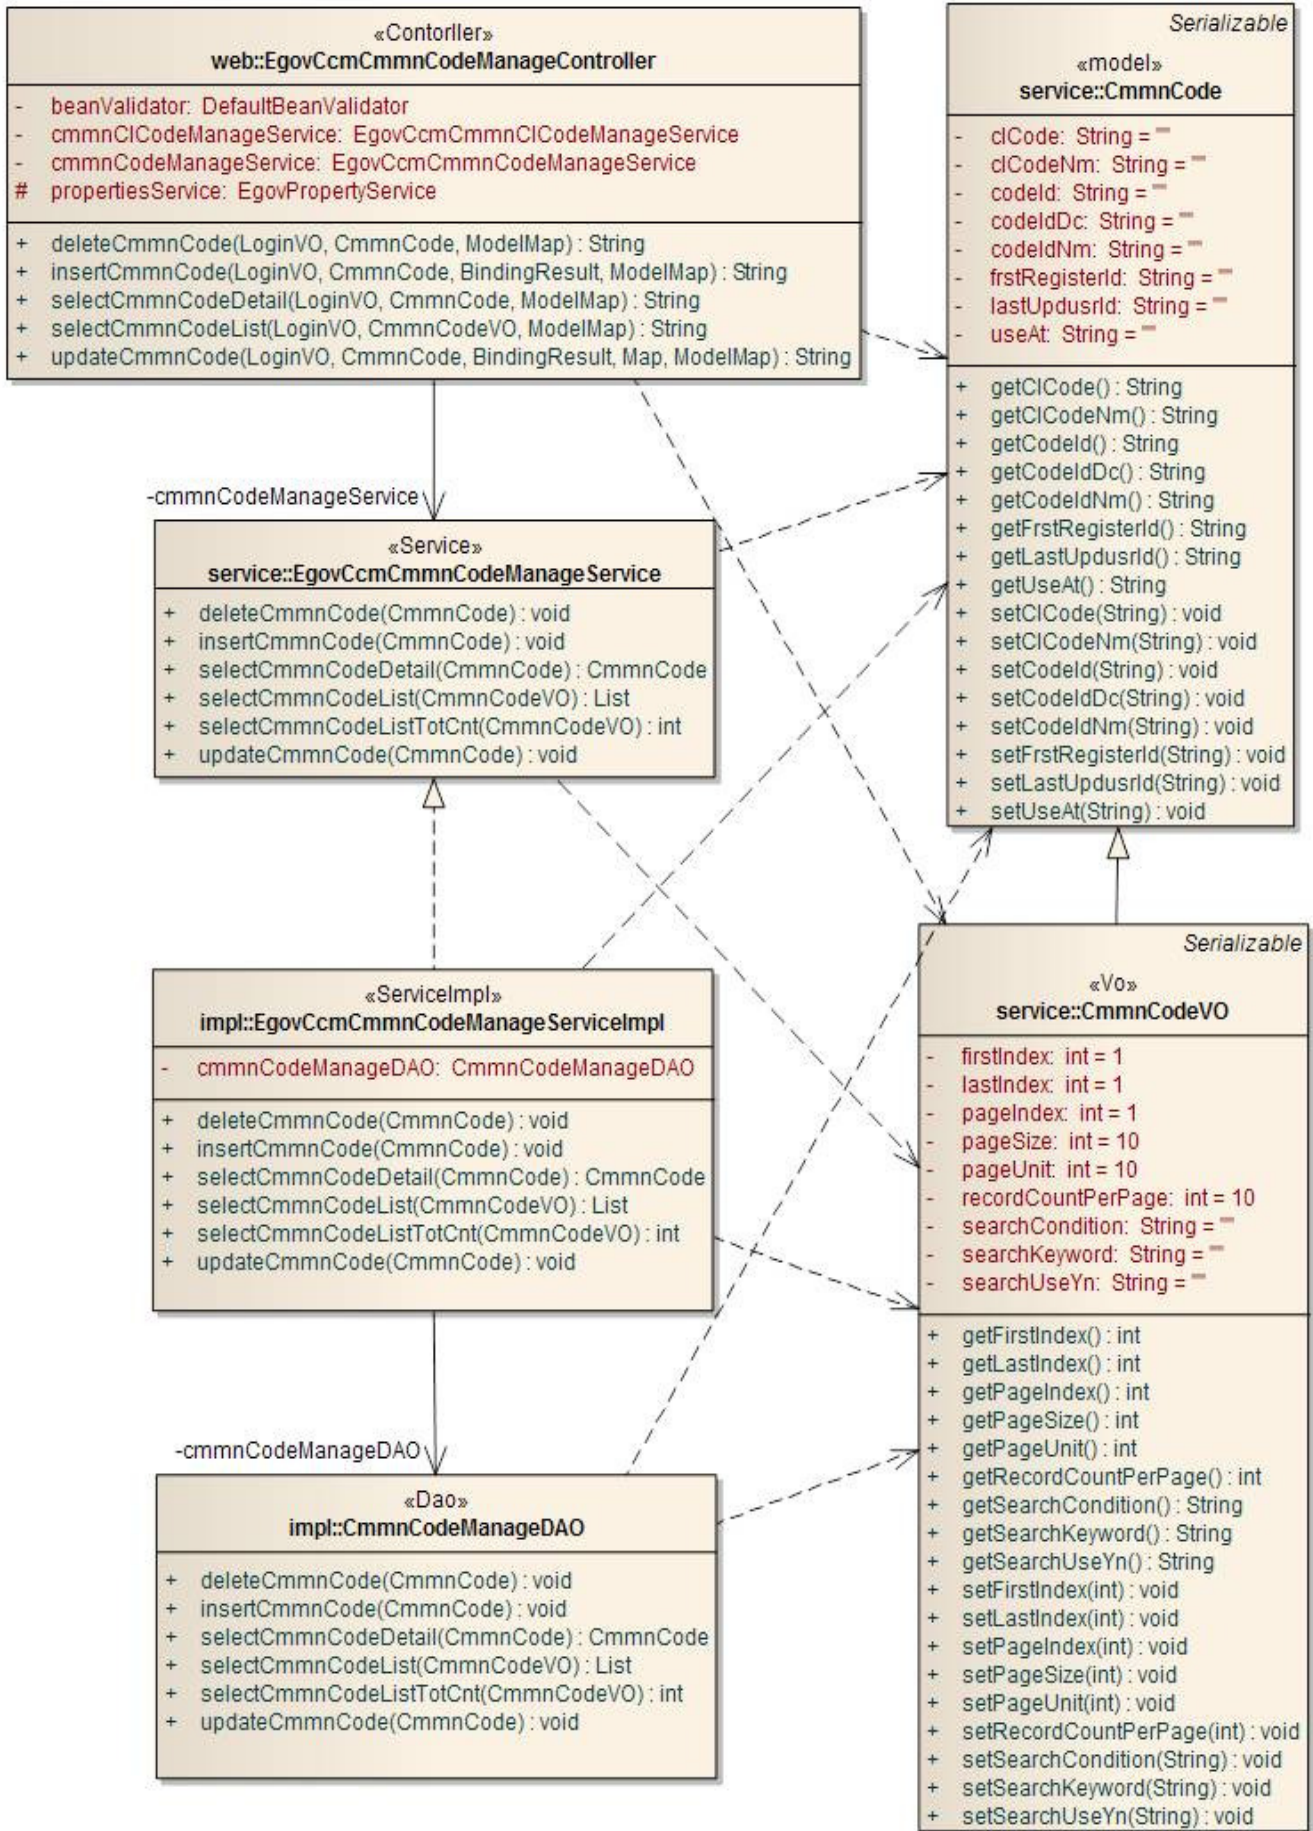 «Contorller»
web::EgovCcmCmmnCodeManageController
- beanValidator: DefaultBeanValidator
- cmmnClCodeManageService: EgovCcmCmmnClCodeManageService
- cmmnCodeManageService: EgovCcmCmmnCodeManageService
# propertiesService: EgovPropertyService
+ deleteCmmnCode(LoginVO, CmmnCode, ModelMap) : String
+ insertCmmnCode(LoginVO, CmmnCode, BindingResult, ModelMap) : String
+ selectCmmnCodeDetail(LoginVO, CmmnCode, ModelMap) : String
+ selectCmmnCodeList(LoginVO, CmmnCodeVO, ModelMap) : String
+ updateCmmnCode(LoginVO, CmmnCode, BindingResult, Map, ModelMap) : String
Serializable
«model»
service::CmmnCode
- clCode: String = ""
- clCodeNm: String = ""
- codeId: String = ""
- codeIdDc: String = ""
- codeIdNm: String = ""
- frstRegisterId: String = ""
- lastUpdusrId: String = ""
- useAt: String = ""
+ getClCode() : String
+ getClCodeNm() : String
+ getCodeId() : String
+ getCodeIdDc() : String
+ getCodeIdNm() : String
+ getFrstRegisterId() : String
+ getLastUpdusrId() : String
+ getUseAt() : String
+ setClCode(String) : void
+ setClCodeNm(String) : void
+ setCodeId(String) : void
+ setCodeIdDc(String) : void
+ setCodeIdNm(String) : void
+ setFrstRegisterId(String) : void
+ setLastUpdusrId(String) : void
+ setUseAt(String) : void
-cmmnCodeManageService
«Service»
service::EgovCcmCmmnCodeManageService
+ deleteCmmnCode(CmmnCode) : void
+ insertCmmnCode(CmmnCode) : void
+ selectCmmnCodeDetail(CmmnCode) : CmmnCode
+ selectCmmnCodeList(CmmnCodeVO) : List
+ selectCmmnCodeListTotCnt(CmmnCodeVO) : int
+ updateCmmnCode(CmmnCode) : void
«ServiceImpl»
impl::EgovCcmCmmnCodeManageServiceImpl
- cmmnCodeManageDAO: CmmnCodeManageDAO
+ deleteCmmnCode(CmmnCode) : void
+ insertCmmnCode(CmmnCode) : void
+ selectCmmnCodeDetail(CmmnCode) : CmmnCode
+ selectCmmnCodeList(CmmnCodeVO) : List
+ selectCmmnCodeListTotCnt(CmmnCodeVO) : int
+ updateCmmnCode(CmmnCode) : void
Serializable
«Vo»
service::CmmnCodeVO
- firstIndex: int = 1
- lastIndex: int = 1
- pageIndex: int = 1
- pageSize: int = 10
- pageUnit: int = 10
- recordCountPerPage: int = 10
- searchCondition: String = ""
- searchKeyword: String = ""
- searchUseYn: String = ""
+ getFirstIndex() : int
+ getLastIndex() : int
+ getPageIndex() : int
+ getPageSize() : int
+ getPageUnit() : int
+ getRecordCountPerPage() : int
+ getSearchCondition() : String
+ getSearchKeyword() : String
+ getSearchUseYn() : String
+ setFirstIndex(int) : void
+ setLastIndex(int) : void
+ setPageIndex(int) : void
+ setPageSize(int) : void
+ setPageUnit(int) : void
+ setRecordCountPerPage(int) : void
+ setSearchCondition(String) : void
+ setSearchKeyword(String) : void
+ setSearchUseYn(String) : void
-cmmnCodeManageDAO
«Dao»
impl::CmmnCodeManageDAO
+ deleteCmmnCode(CmmnCode) : void
+ insertCmmnCode(CmmnCode) : void
+ selectCmmnCodeDetail(CmmnCode) : CmmnCode
+ selectCmmnCodeList(CmmnCodeVO) : List
+ selectCmmnCodeListTotCnt(CmmnCodeVO) : int
+ updateCmmnCode(CmmnCode) : void